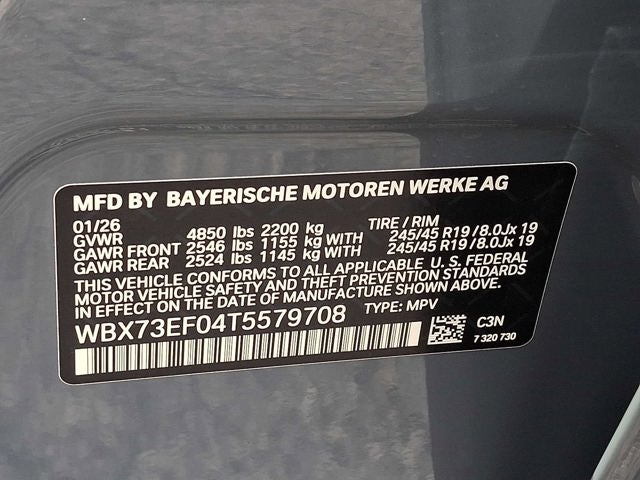 MFD BY BAYERISCHE MOTOREN WERKE AG
01/26 TIRE / RIM
GVWR 4850 lbs 2200 kg
GAWR FRONT 2546 lbs 1155 kg WITH 245/45 R19/8.0Jx 19
GAWR REAR 2524 lbs 1145 kg WITH 245/45 R19/8.0Jx 19
THIS VEHICLE CONFORMS TO ALL APPLICABLE U.S. FEDERAL
MOTOR VEHICLE SAFETY AND BUMPER AND THEFT PREVENTION STANDARDS
IN EFFECT ON THE DATE OF MANUFACTURE SHOWN ABOVE.
WBX73EF04T5579708 TYPE: MPV
C3N
7 320 730